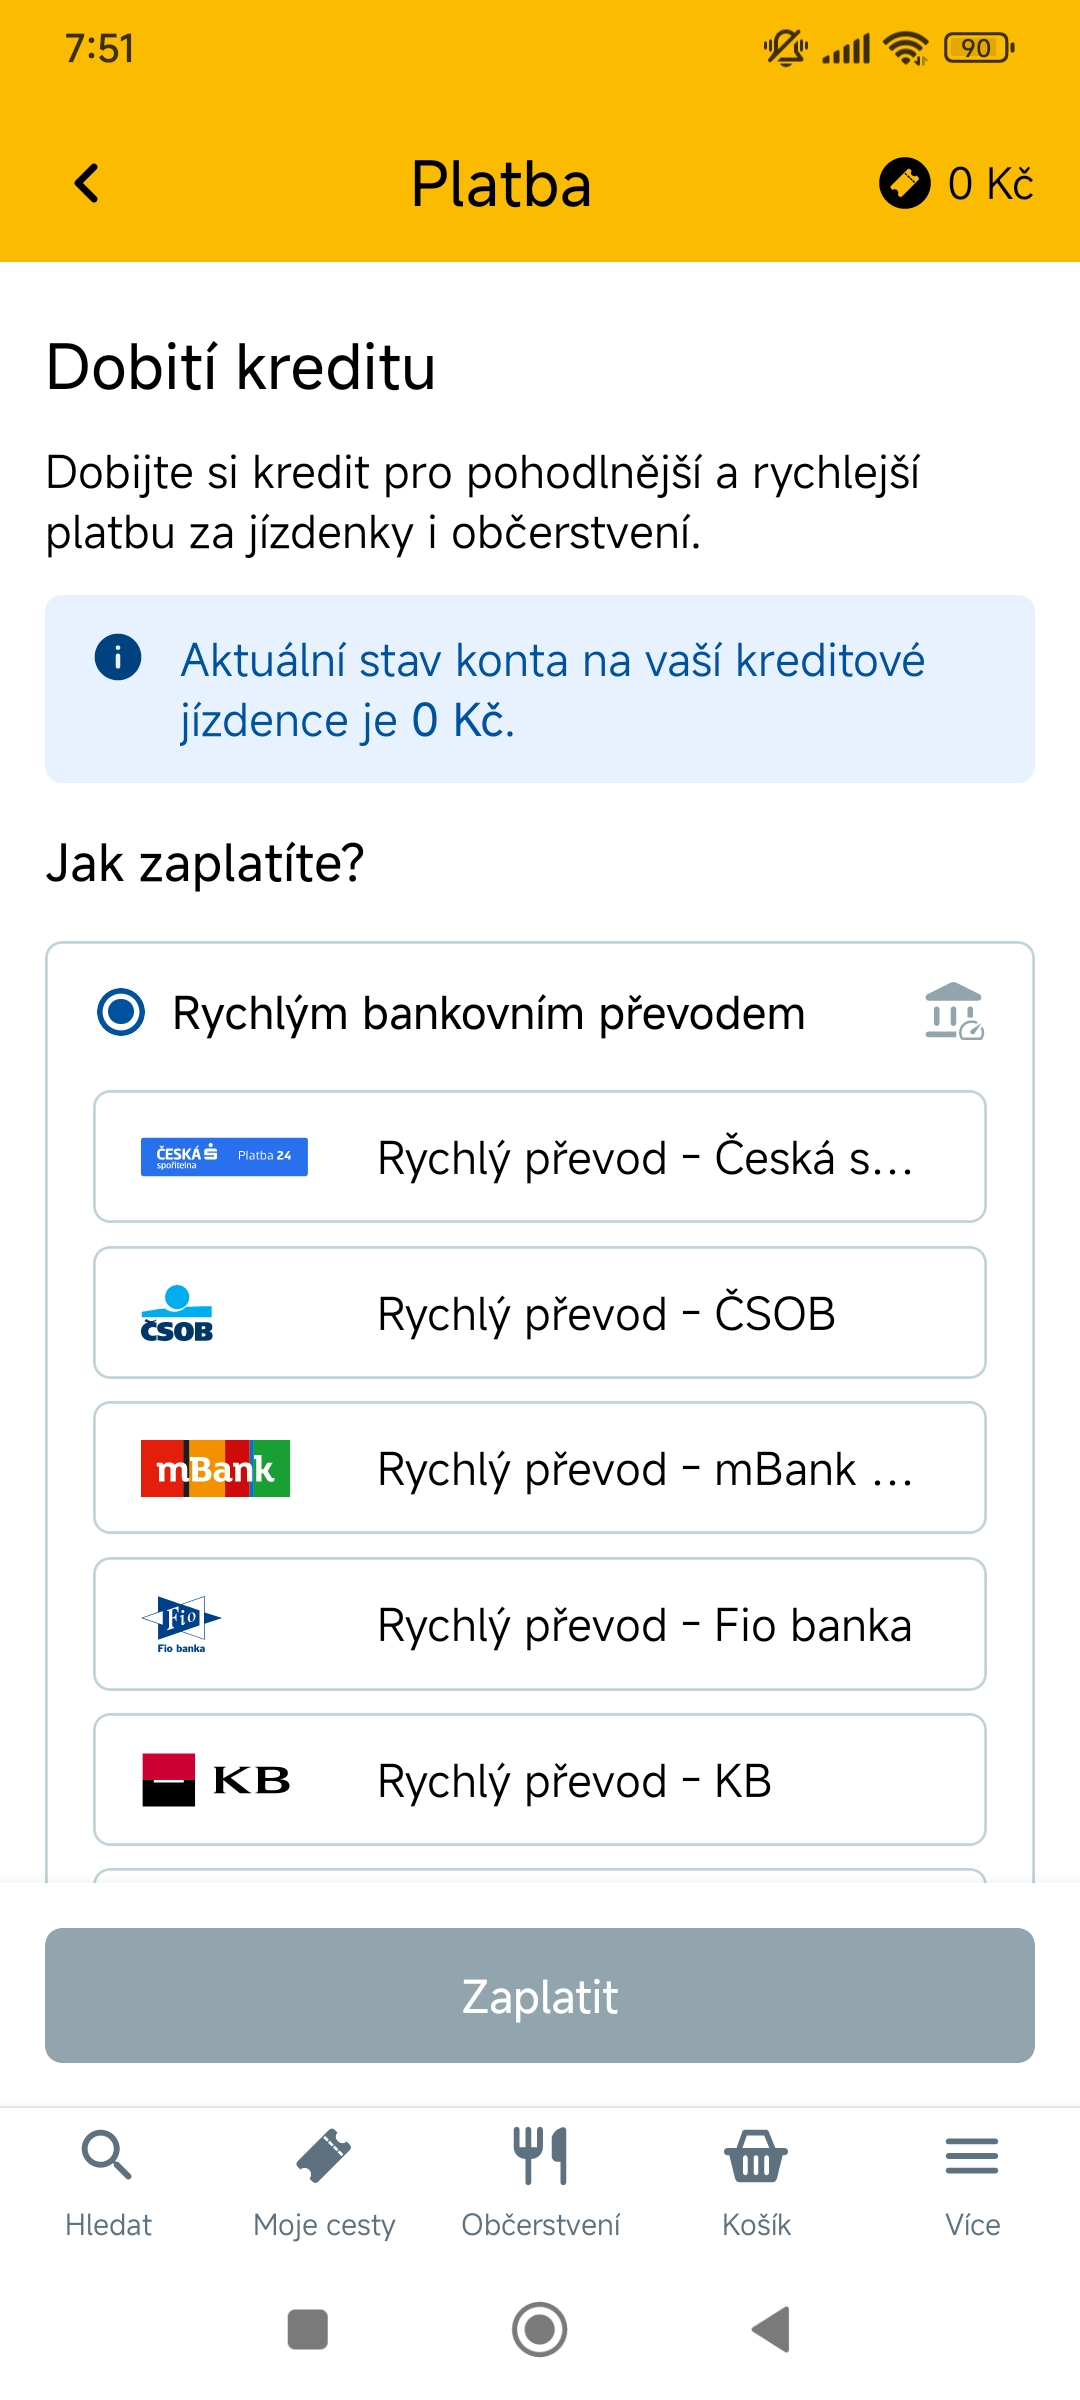 7:51
90
Platba
0 Kč
Dobití kreditu
Dobijte si kredit pro pohodlnější a rychlejší
platbu za jízdenky i občerstvení.
Aktuální stav konta na vaší kreditové
jízdence je 0 Kč.
Jak zaplatíte?
Rychlým bankovním převodem
ČESKÁ
spořitelna
Platba 24
Rychlý převod - Česká s...
ČSOB
Rychlý převod - ČSOB
mBank
Rychlý převod - mBank ...
Fio
Fio banka
Rychlý převod - Fio banka
KB
Rychlý převod - KB
Zaplatit
Hledat
Moje cesty
Občerstvení
Košík
Více